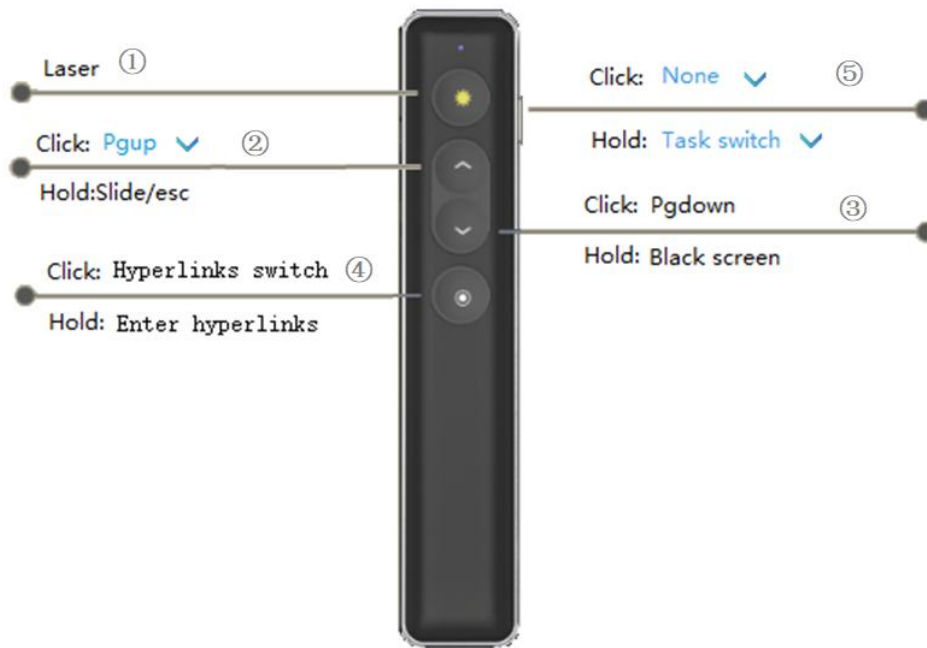 Laser ①
Click: Pgup ②
Hold:Slide/esc
Click: Hyperlinks switch ④
Hold: Enter hyperlinks
Click: None ⑤
Hold: Task switch
Click: Pgdown ③
Hold: Black screen